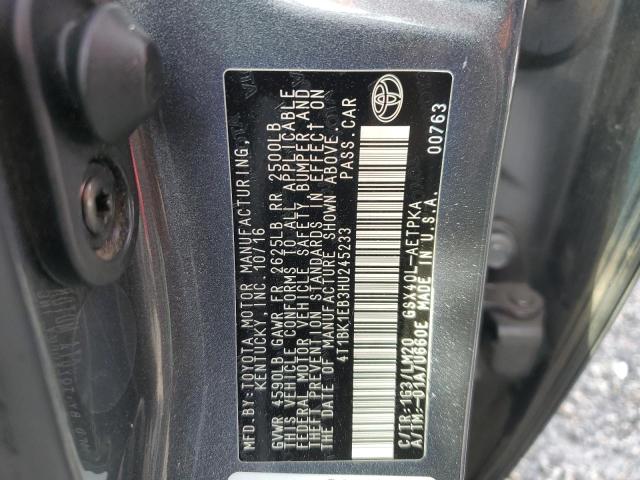 MFD.BY:TOYOTA MOTOR MANUFACTURING,
KENTUCKY, INC. 10/16
GVWR 4590LB GAWR FR 2625LB RR 2500LB
THIS VEHICLE CONFORMS TO ALL APPLICABLE
FEDERAL MOTOR VEHICLE SAFETY, BUMPER, AND
THEFT PREVENTION STANDARDS IN EFFECT ON
THE DATE OF MANUFACTURE SHOWN ABOVE.
4T1BK1EB3HU245233 PASS.CAR
C/TR:1G3/LM20 GSX40L-AETPKA
A/TM:-01A/U660E MADE IN U.S.A.
00763